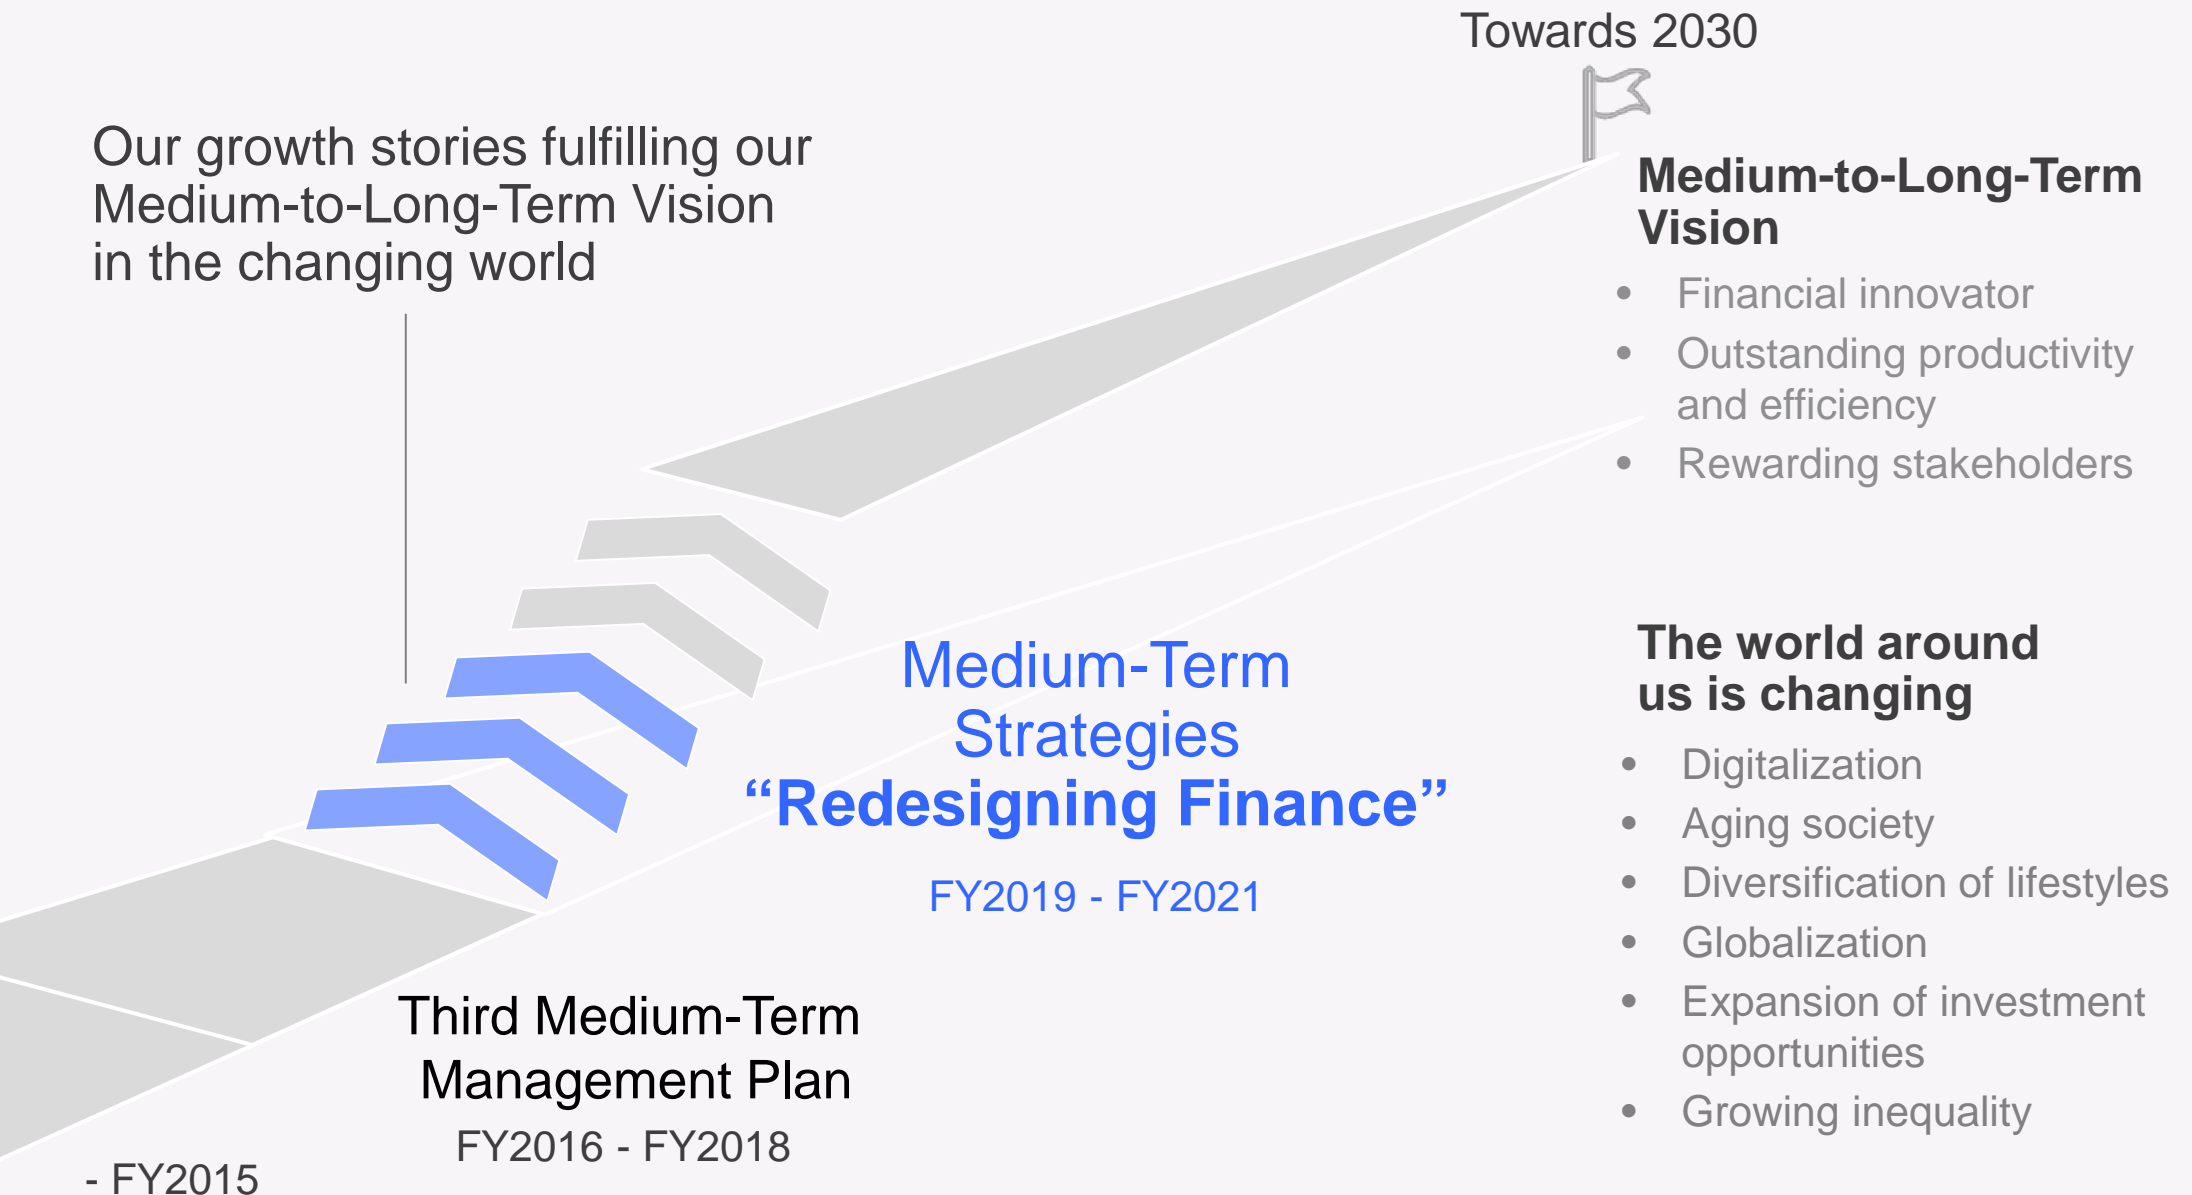 Towards 2030
Our growth stories fulfilling our
Medium-to-Long-Term Vision
in the changing world
Medium-to-Long-Term
Vision
• Financial innovator
• Outstanding productivity
and efficiency
• Rewarding stakeholders
Medium-Term
Strategies
“Redesigning Finance”
FY2019 - FY2021
The world around
us is changing
• Digitalization
• Aging society
• Diversification of lifestyles
• Globalization
• Expansion of investment
opportunities
• Growing inequality
Third Medium-Term
Management Plan
FY2016 - FY2018
- FY2015